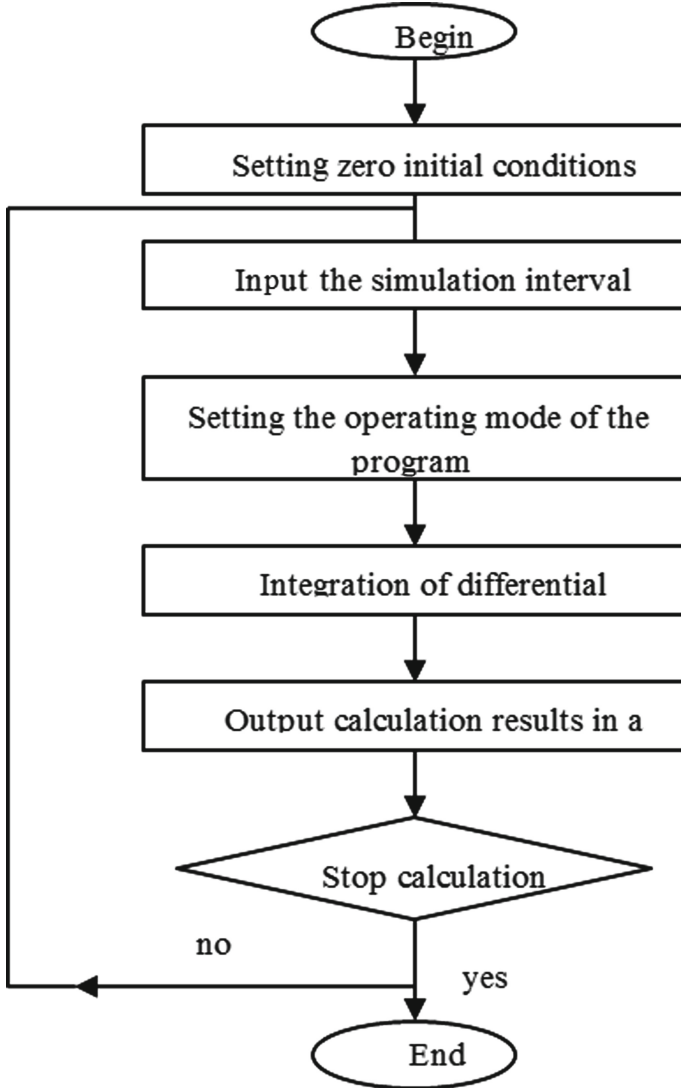 Begin
Setting zero initial conditions
Input the simulation interval
Setting the operating mode of the
program
Integration of differential
Output calculation results in a
Stop calculation
no
yes
End